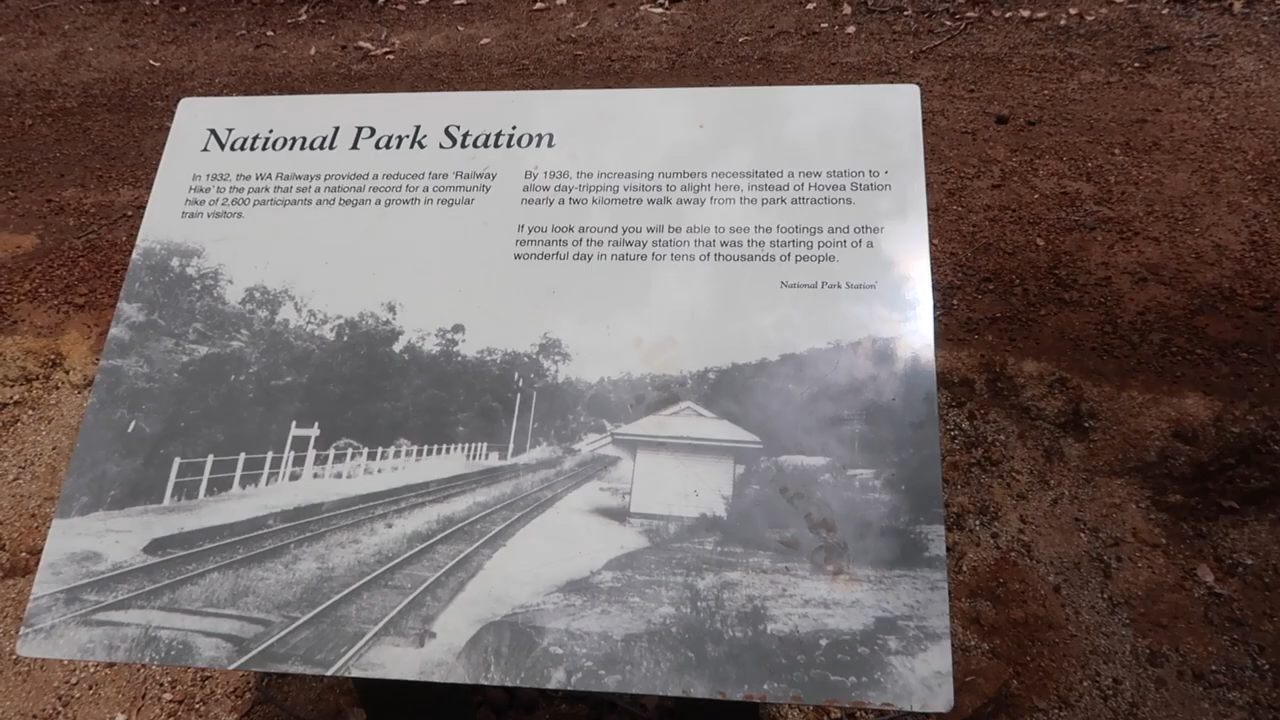 National Park Station
In 1932, the WA Railways provided a reduced fare 'Railway
Hike' to the park that set a national record for a community
hike of 2,600 participants and began a growth in regular
train visitors.
By 1936, the increasing numbers necessitated a new station to
allow day-tripping visitors to alight here, instead of Hovea Station
nearly a two kilometre walk away from the park attractions.
If you look around you will be able to see the footings and other
remnants of the railway station that was the starting point of a
wonderful day in nature for tens of thousands of people.
National Park Station